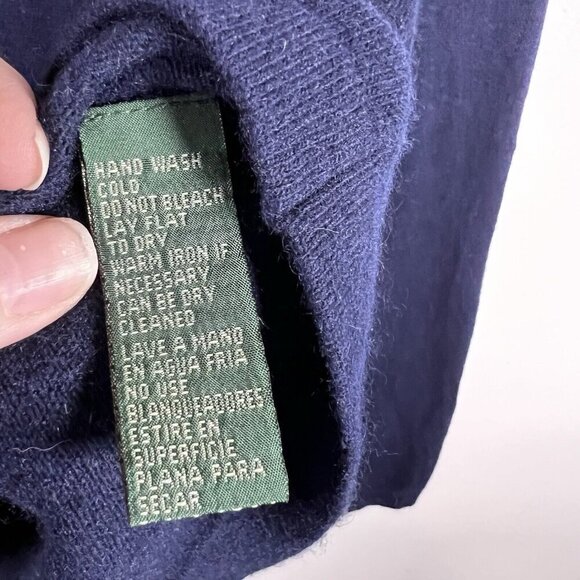 HAND WASH
COLD
DO NOT BLEACH
LAY FLAT
TO DRY
WARM IRON IF
NECESSARY
CAN BE DRY
CLEANED
LAVE A MANO
EN AGUA FRIA
NO USE
BLANQUEADORES
ESTIRE EN
SUPERFICIE
PLANA PARA
SECAR